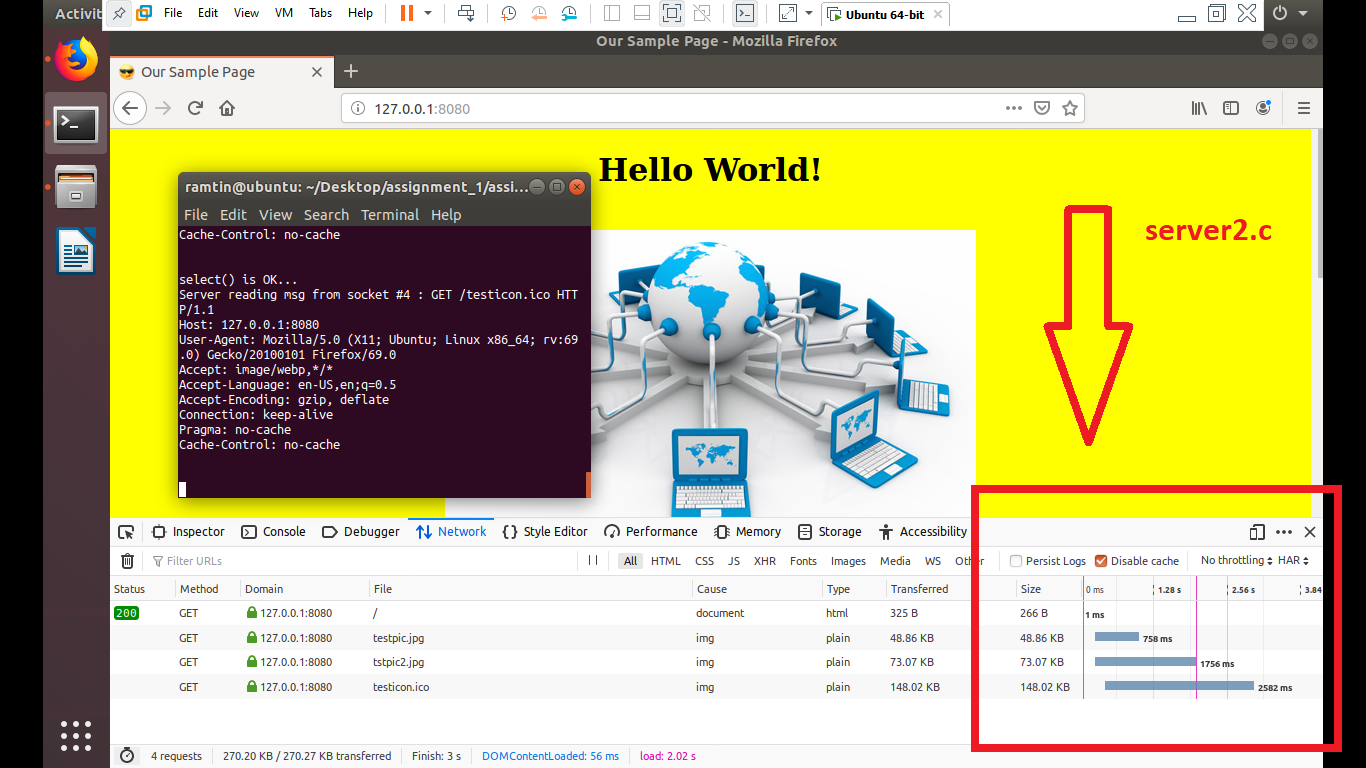 Activit
File Edit View VM Tabs Help
Ubuntu 64-bit
Our Sample Page - Mozilla Firefox
Our Sample Page
127.0.0.1:8080
Hello World!
server2.c
ramtin@ubuntu: ~/Desktop/assignment_1/assi...
File Edit View Search Terminal Help
Cache-Control: no-cache
select() is OK...
Server reading msg from socket #4 : GET /testicon.ico HTT
P/1.1
Host: 127.0.0.1:8080
User-Agent: Mozilla/5.0 (X11; Ubuntu; Linux x86_64; rv:69
.0) Gecko/20100101 Firefox/69.0
Accept: image/webp,*/*
Accept-Language: en-US,en;q=0.5
Accept-Encoding: gzip, deflate
Connection: keep-alive
Pragma: no-cache
Cache-Control: no-cache
Inspector Console Debugger Network Style Editor Performance Memory Storage Accessibility
Filter URLs All HTML CSS JS XHR Fonts Images Media WS Other Persist Logs Disable cache No throttling HAR
Status Method Domain File Cause Type Transferred Size 0 ms 1.28 s 2.56 s 3.84
200 GET 127.0.0.1:8080 / document html 325 B 266 B 1 ms
GET 127.0.0.1:8080 testpic.jpg img plain 48.86 KB 48.86 KB 758 ms
GET 127.0.0.1:8080 tstpic2.jpg img plain 73.07 KB 73.07 KB 1756 ms
GET 127.0.0.1:8080 testicon.ico img plain 148.02 KB 148.02 KB 2582 ms
4 requests 270.20 KB / 270.27 KB transferred Finish: 3 s DOMContentLoaded: 56 ms load: 2.02 s